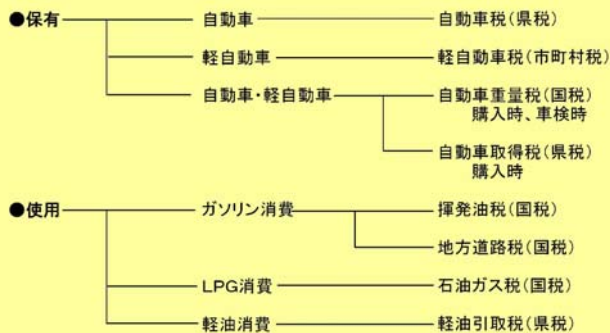 ●保有 自動車 自動車税(県税)
軽自動車 軽自動車税(市町村税)
自動車・軽自動車 自動車重量税(国税)
購入時、車検時
自動車取得税(県税)
購入時
●使用 ガソリン消費 揮発油税(国税)
地方道路税(国税)
LPG消費 石油ガス税(国税)
軽油消費 軽油引取税(県税)